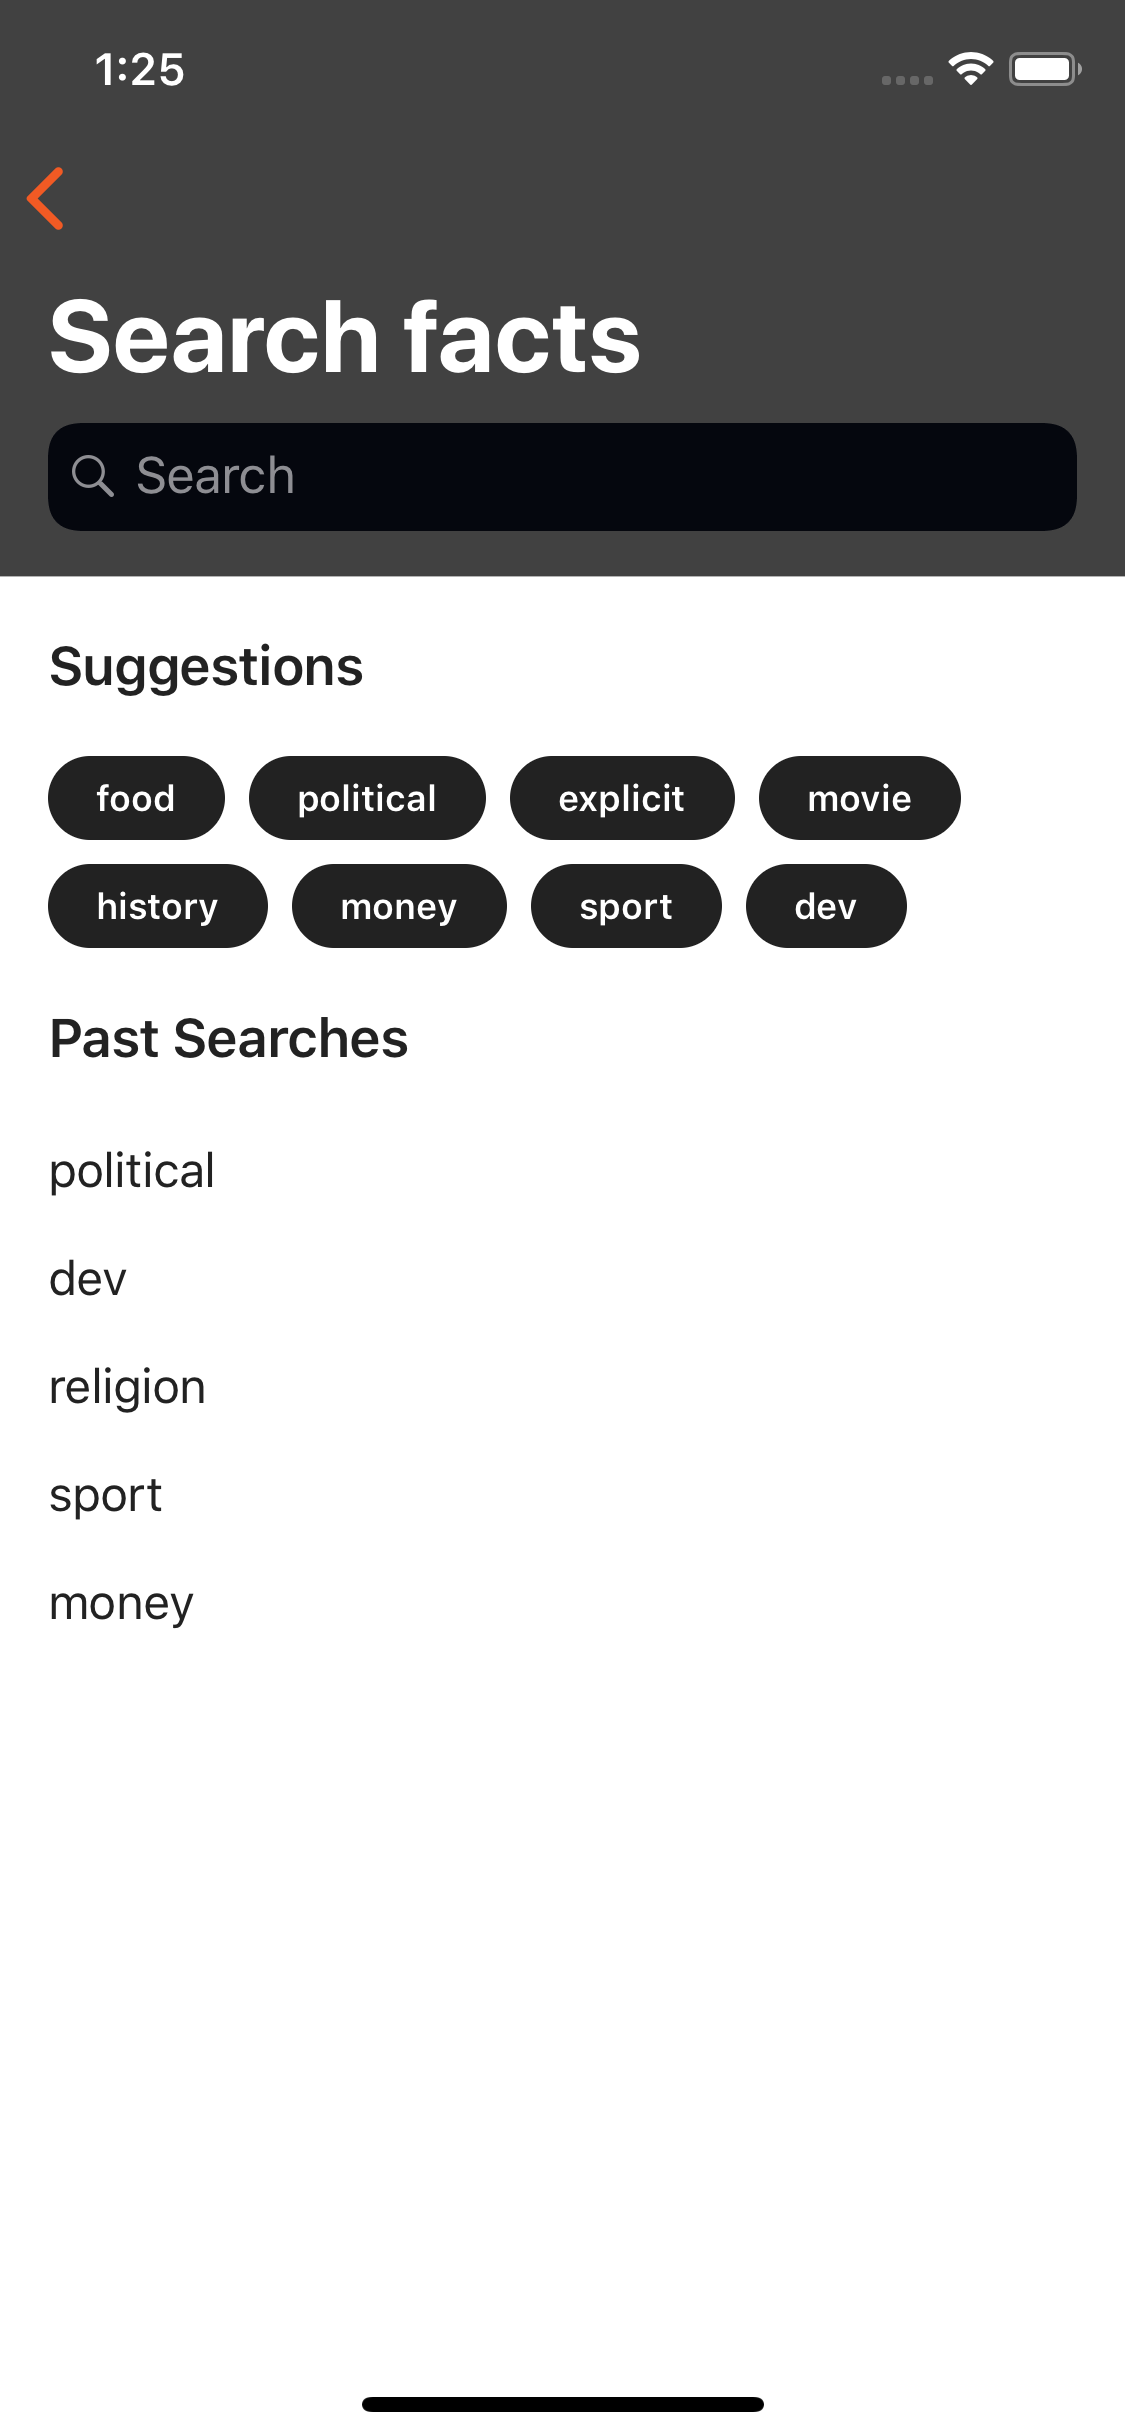 1:25
Search facts
Search
Suggestions
food political explicit movie
history money sport dev
Past Searches
political
dev
religion
sport
money